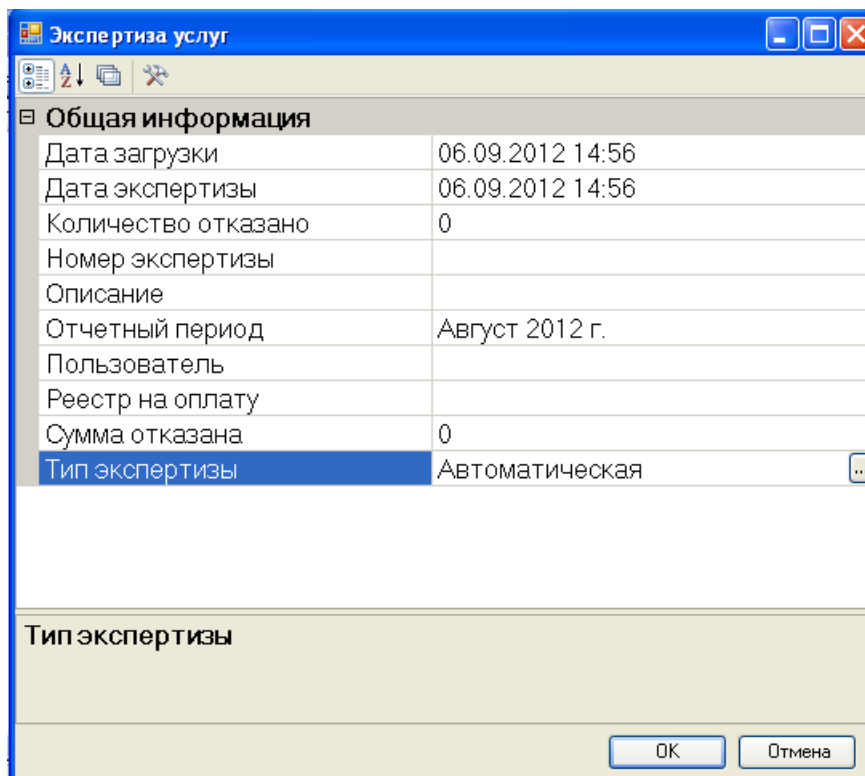 Экспертиза услуг
Общая информация
Дата загрузки 06.09.2012 14:56
Дата экспертизы 06.09.2012 14:56
Количество отказано 0
Номер экспертизы
Описание
Отчетный период Август 2012 г.
Пользователь
Реестр на оплату
Сумма отказана 0
Тип экспертизы Автоматическая ...
Тип экспертизы
OK Отмена